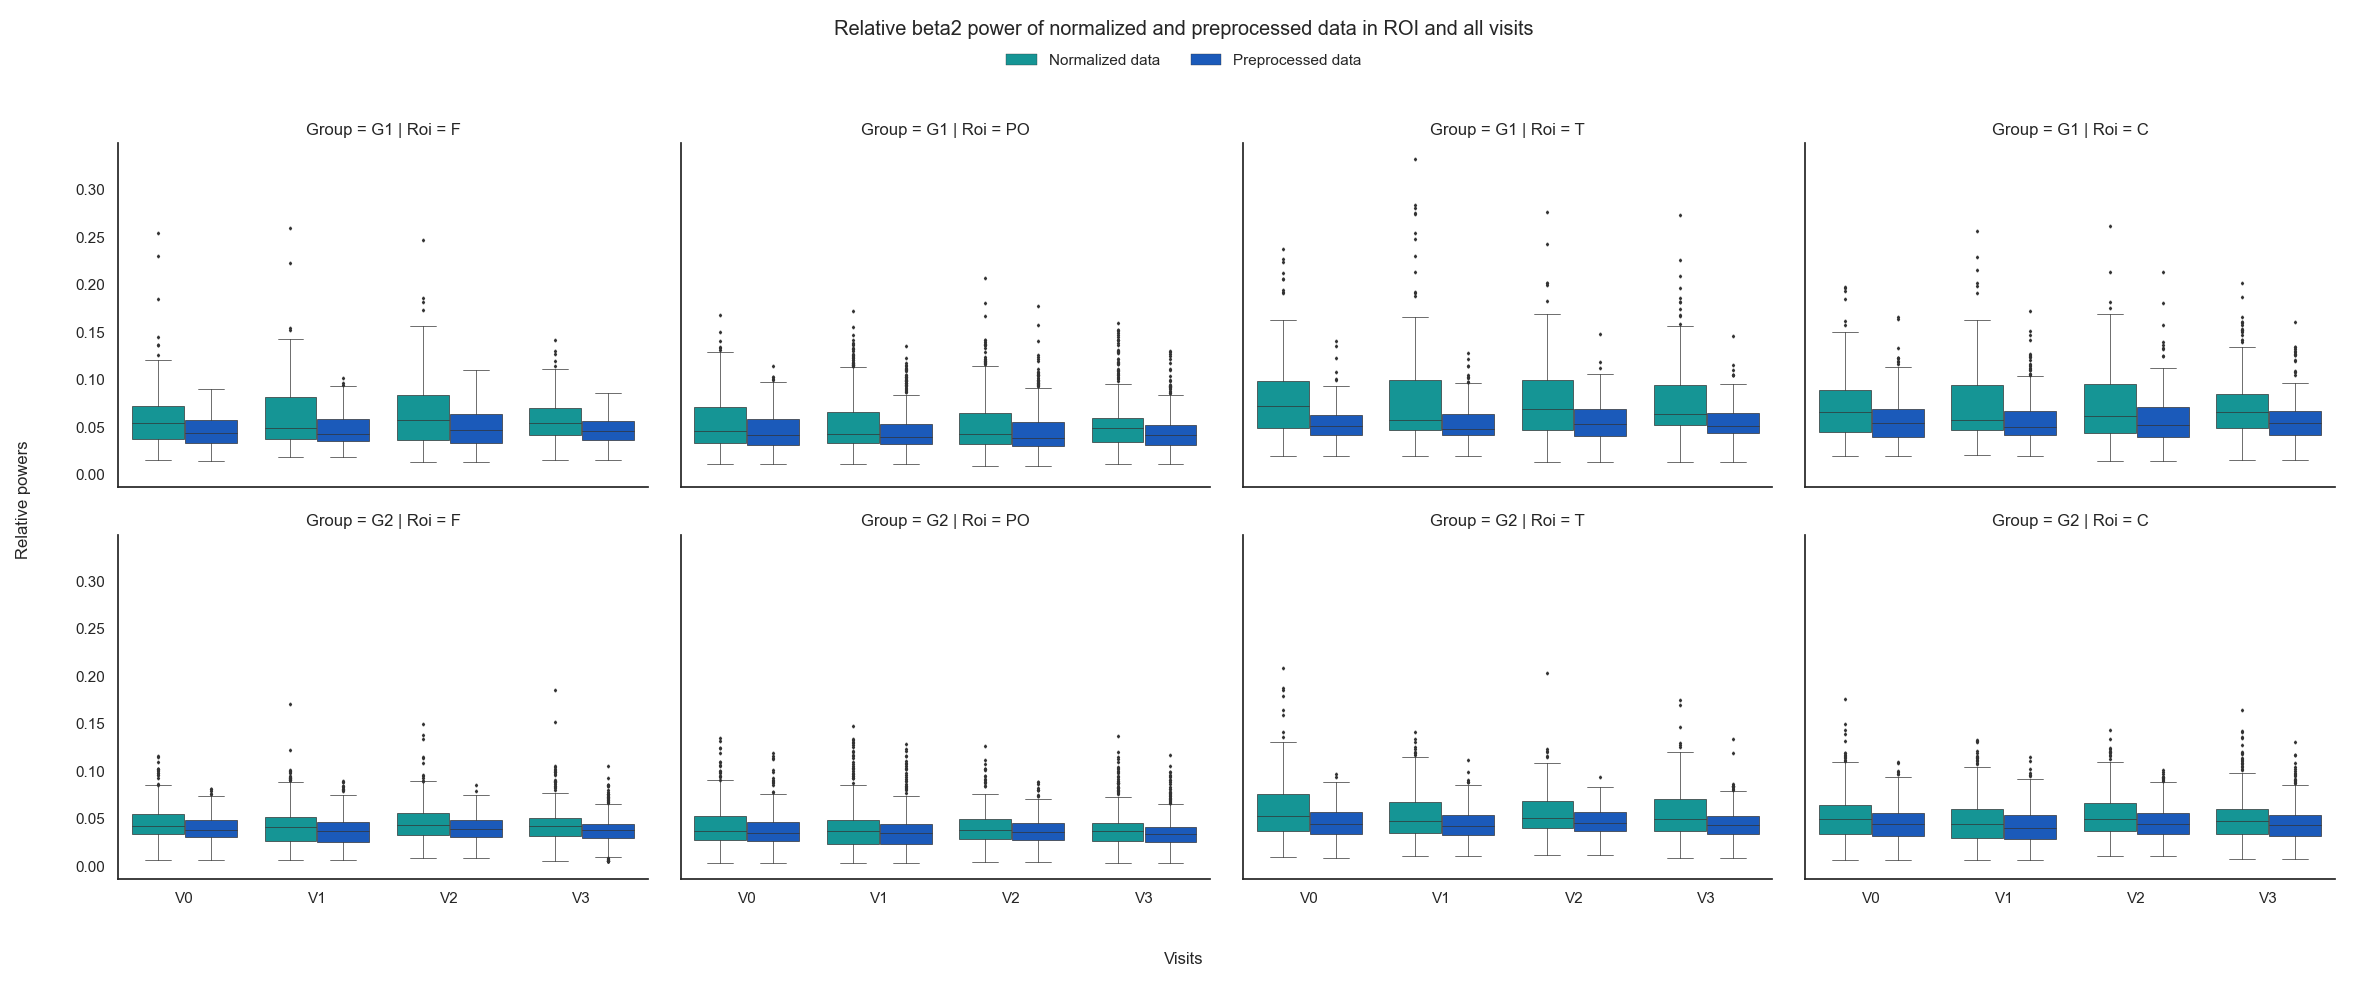 Relative beta2 power of normalized and preprocessed data in ROI and all visits
Normalized data Preprocessed data
Group = G1 | Roi = F Group = G1 | Roi = PO Group = G1 | Roi = T Group = G1 | Roi = C
0.30
0.25
0.20
0.15
0.10
0.05
0.00
Relative powers
Group = G2 | Roi = F Group = G2 | Roi = PO Group = G2 | Roi = T Group = G2 | Roi = C
0.30
0.25
0.20
0.15
0.10
0.05
0.00
V0 V1 V2 V3 V0 V1 V2 V3 V0 V1 V2 V3 V0 V1 V2 V3
Visits